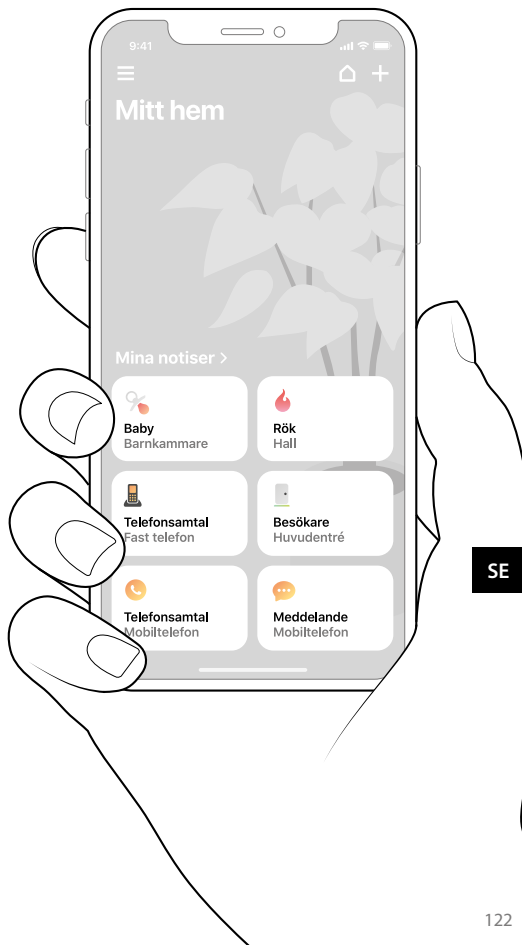 9:41
Mitt hem
Mina notiser >
Baby
Barnkammare
Rök
Hall
Telefonsamtal
Fast telefon
Besökare
Huvudentré
Telefonsamtal
Mobiltelefon
Meddelande
Mobiltelefon
SE
122